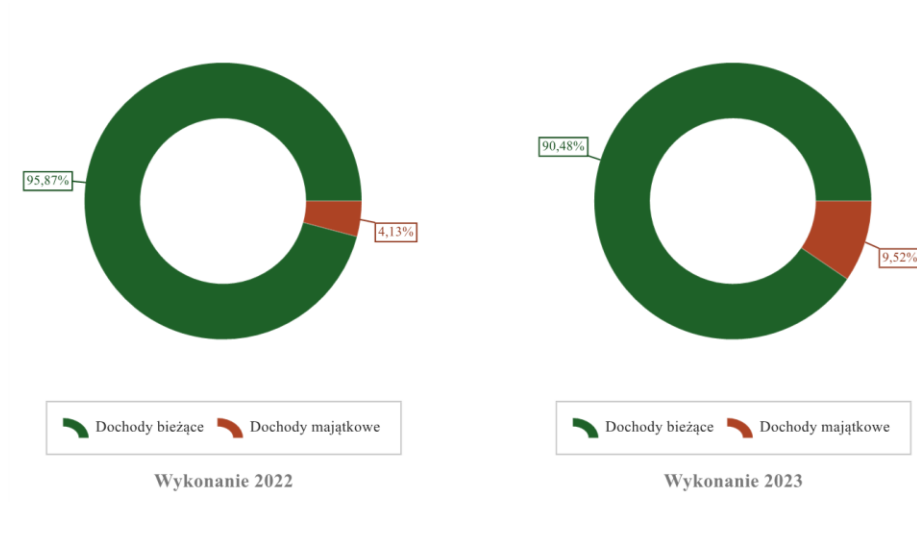 95,87%
4,13%
Dochody bieżące Dochody majątkowe
Wykonanie 2022
90,48%
9,52%
Dochody bieżące Dochody majątkowe
Wykonanie 2023